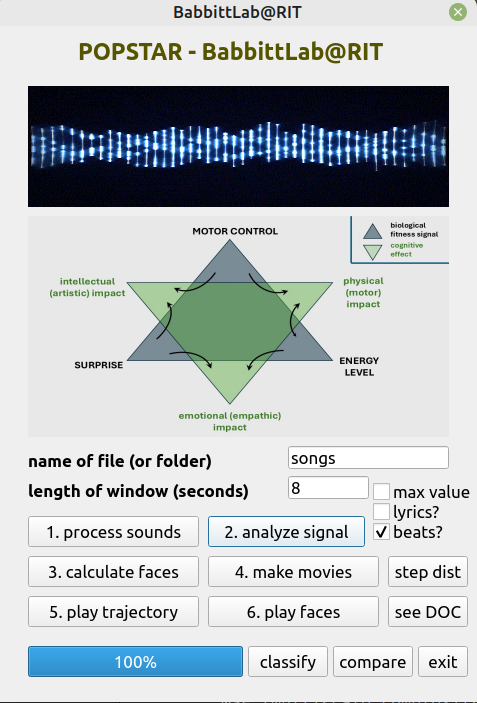 BabbittLab@RIT
POPSTAR - BabbittLab@RIT
MOTOR CONTROL
biological
fitness signal
cognitive
effect
intellectual
(artistic) impact
physical
(motor)
impact
SURPRISE
ENERGY
LEVEL
emotional (empathic)
impact
name of file (or folder)
songs
length of window (seconds)
8
max value
lyrics?
beats?
1. process sounds
2. analyze signal
3. calculate faces
4. make movies
step dist
5. play trajectory
6. play faces
see DOC
100%
classify
compare
exit